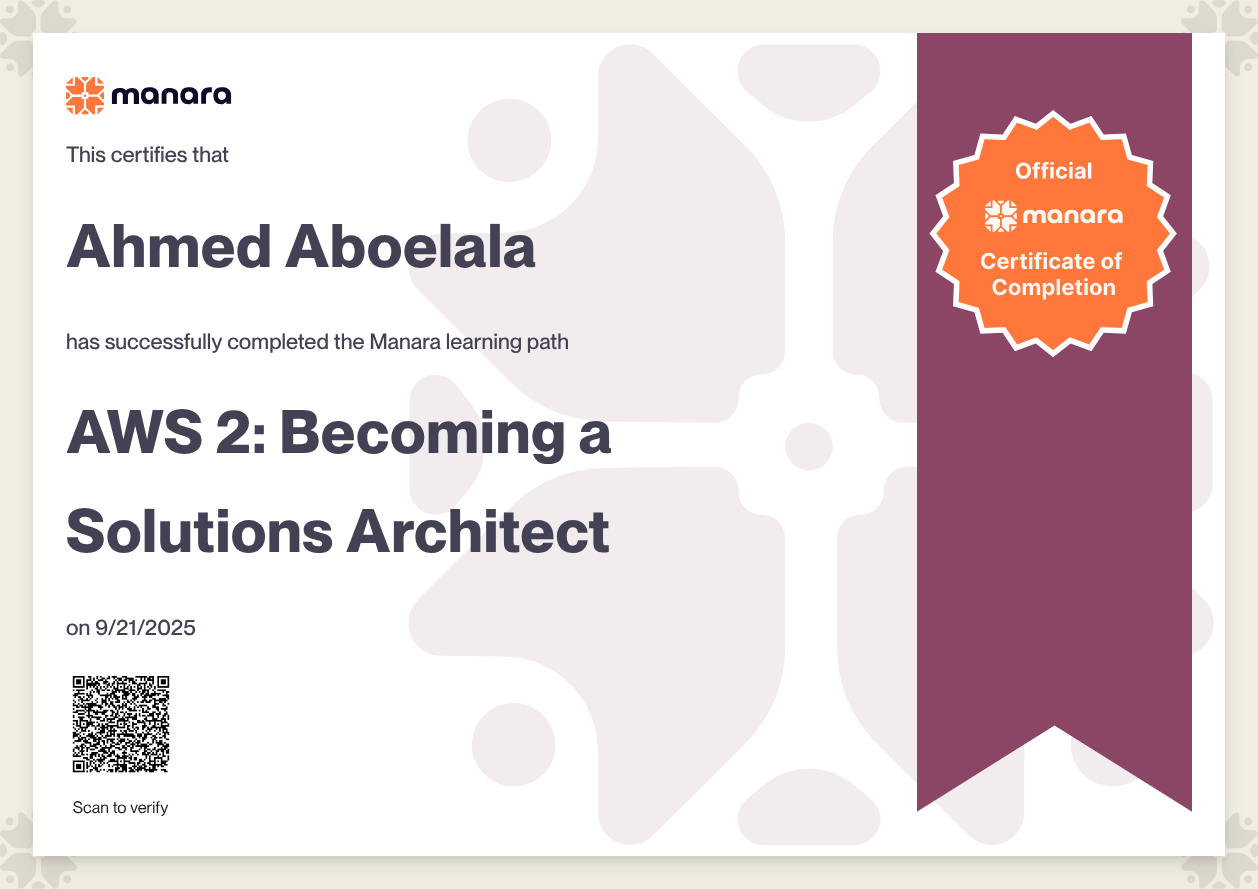 manara
This certifies that
Ahmed Aboelala
has successfully completed the Manara learning path
AWS 2: Becoming a
Solutions Architect
on 9/21/2025
Scan to verify
Official
manara
Certificate of
Completion